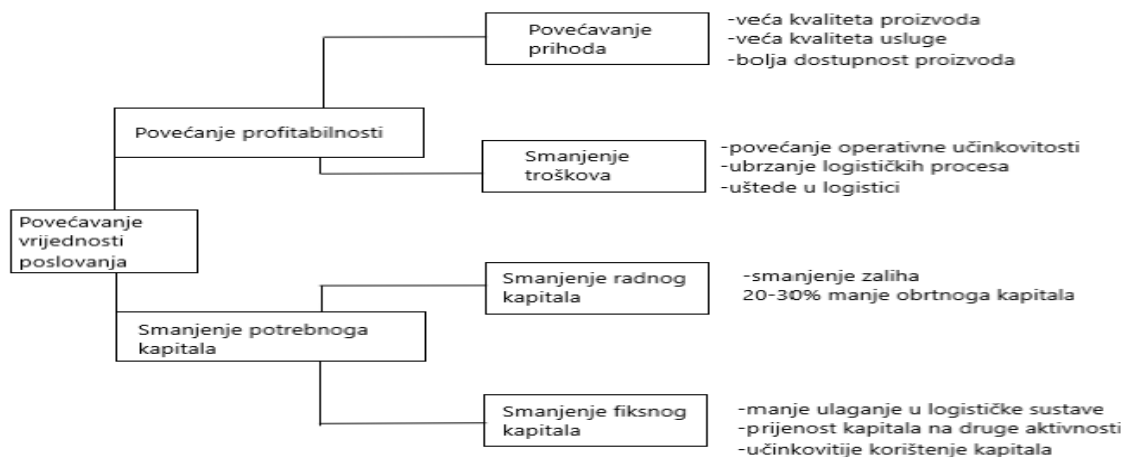 Povećavanje
prihoda
-veća kvaliteta proizvoda
-veća kvaliteta usluge
-bolja dostupnost proizvoda
Povećanje profitabilnosti
Smanjenje
troškova
-povećanje operativne učinkovitosti
-ubrzanje logističkih procesa
-uštede u logistici
Povećavanje
vrijednosti
poslovanja
Smanjenje radnog
kapitala
-smanjenje zaliha
20-30% manje obrtnoga kapitala
Smanjenje potrebnoga
kapitala
Smanjenje fiksnog
kapitala
-manje ulaganje u logističke sustave
-prijenost kapitala na druge aktivnosti
-učinkovitije korištenje kapitala